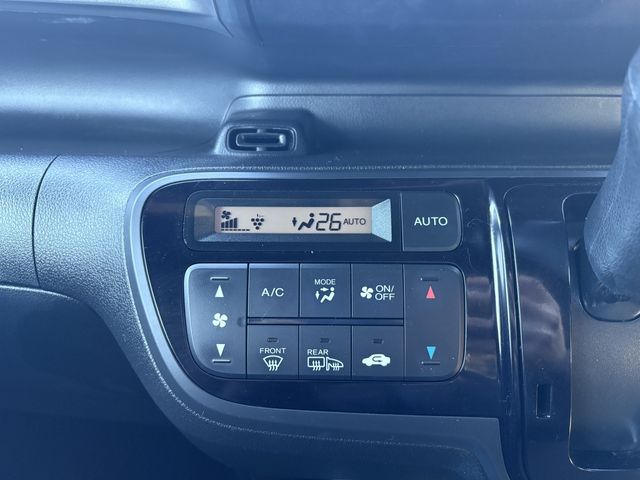 26 AUTO
AUTO
A/C
MODE
ON/
OFF
FRONT
REAR